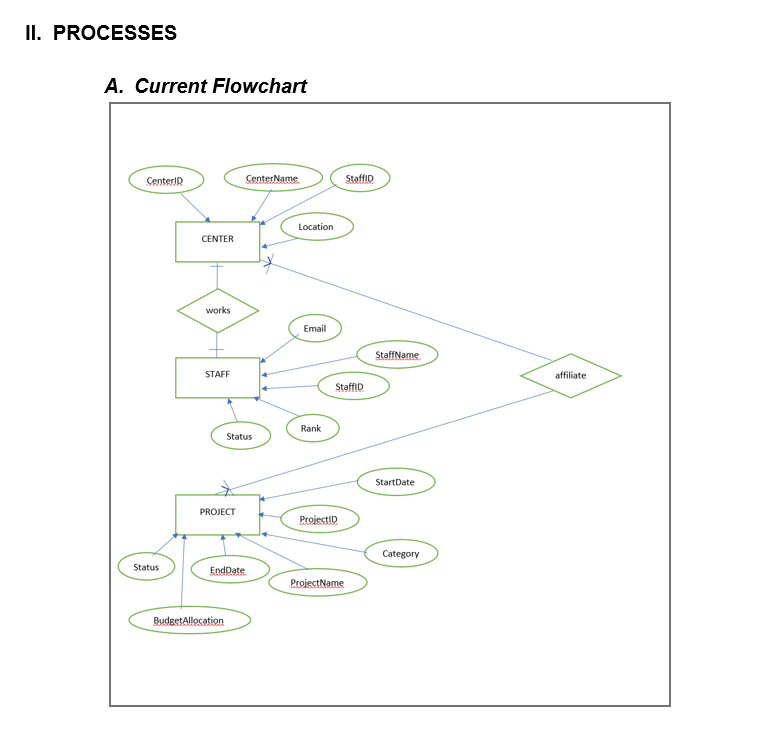 II. PROCESSES
A. Current Flowchart
CenterID
CenterName
StaffID
Location
CENTER
works
Email
StaffName
STAFF
affiliate
StaffID
Rank
Status
StartDate
PROJECT
ProjectID
Category
Status
EndDate
ProjectName
BudgetAllocation